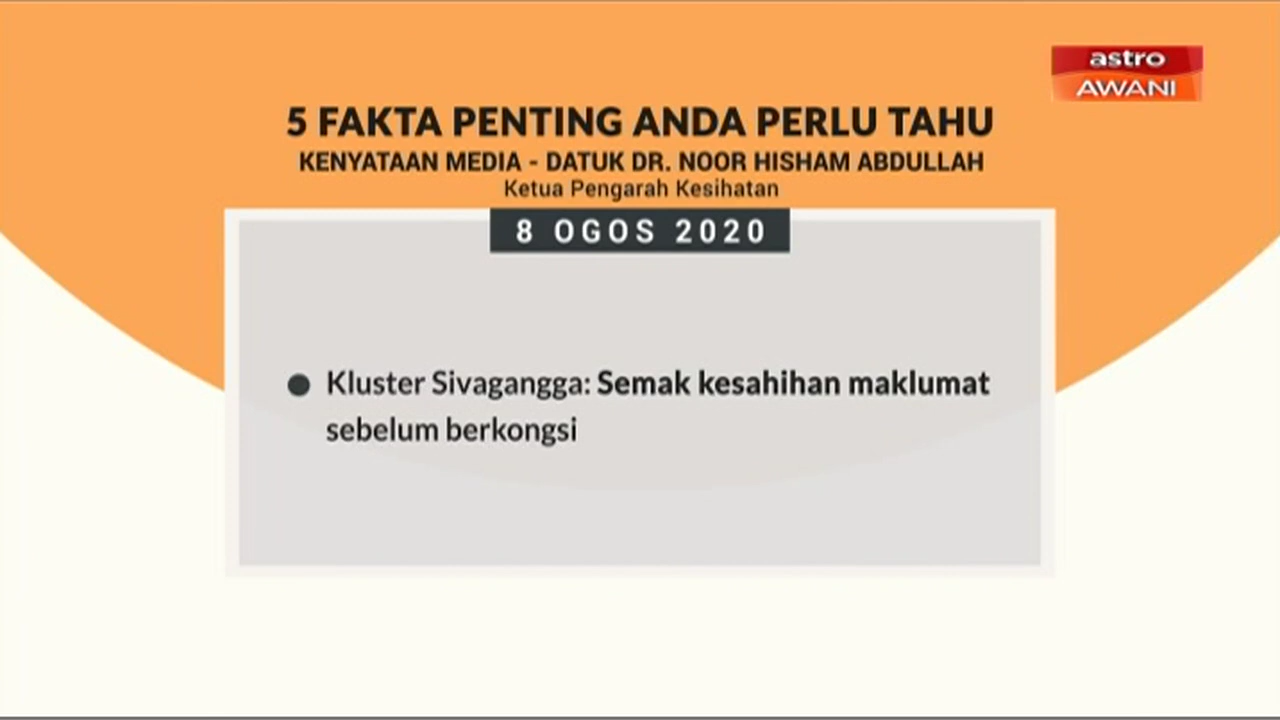 astro
AWANI
5 FAKTA PENTING ANDA PERLU TAHU
KENYATAAN MEDIA - DATUK DR. NOOR HISHAM ABDULLAH
Ketua Pengarah Kesihatan
8 OGOS 2020
● Kluster Sivagangga: Semak kesahihan maklumat
sebelum berkongsi